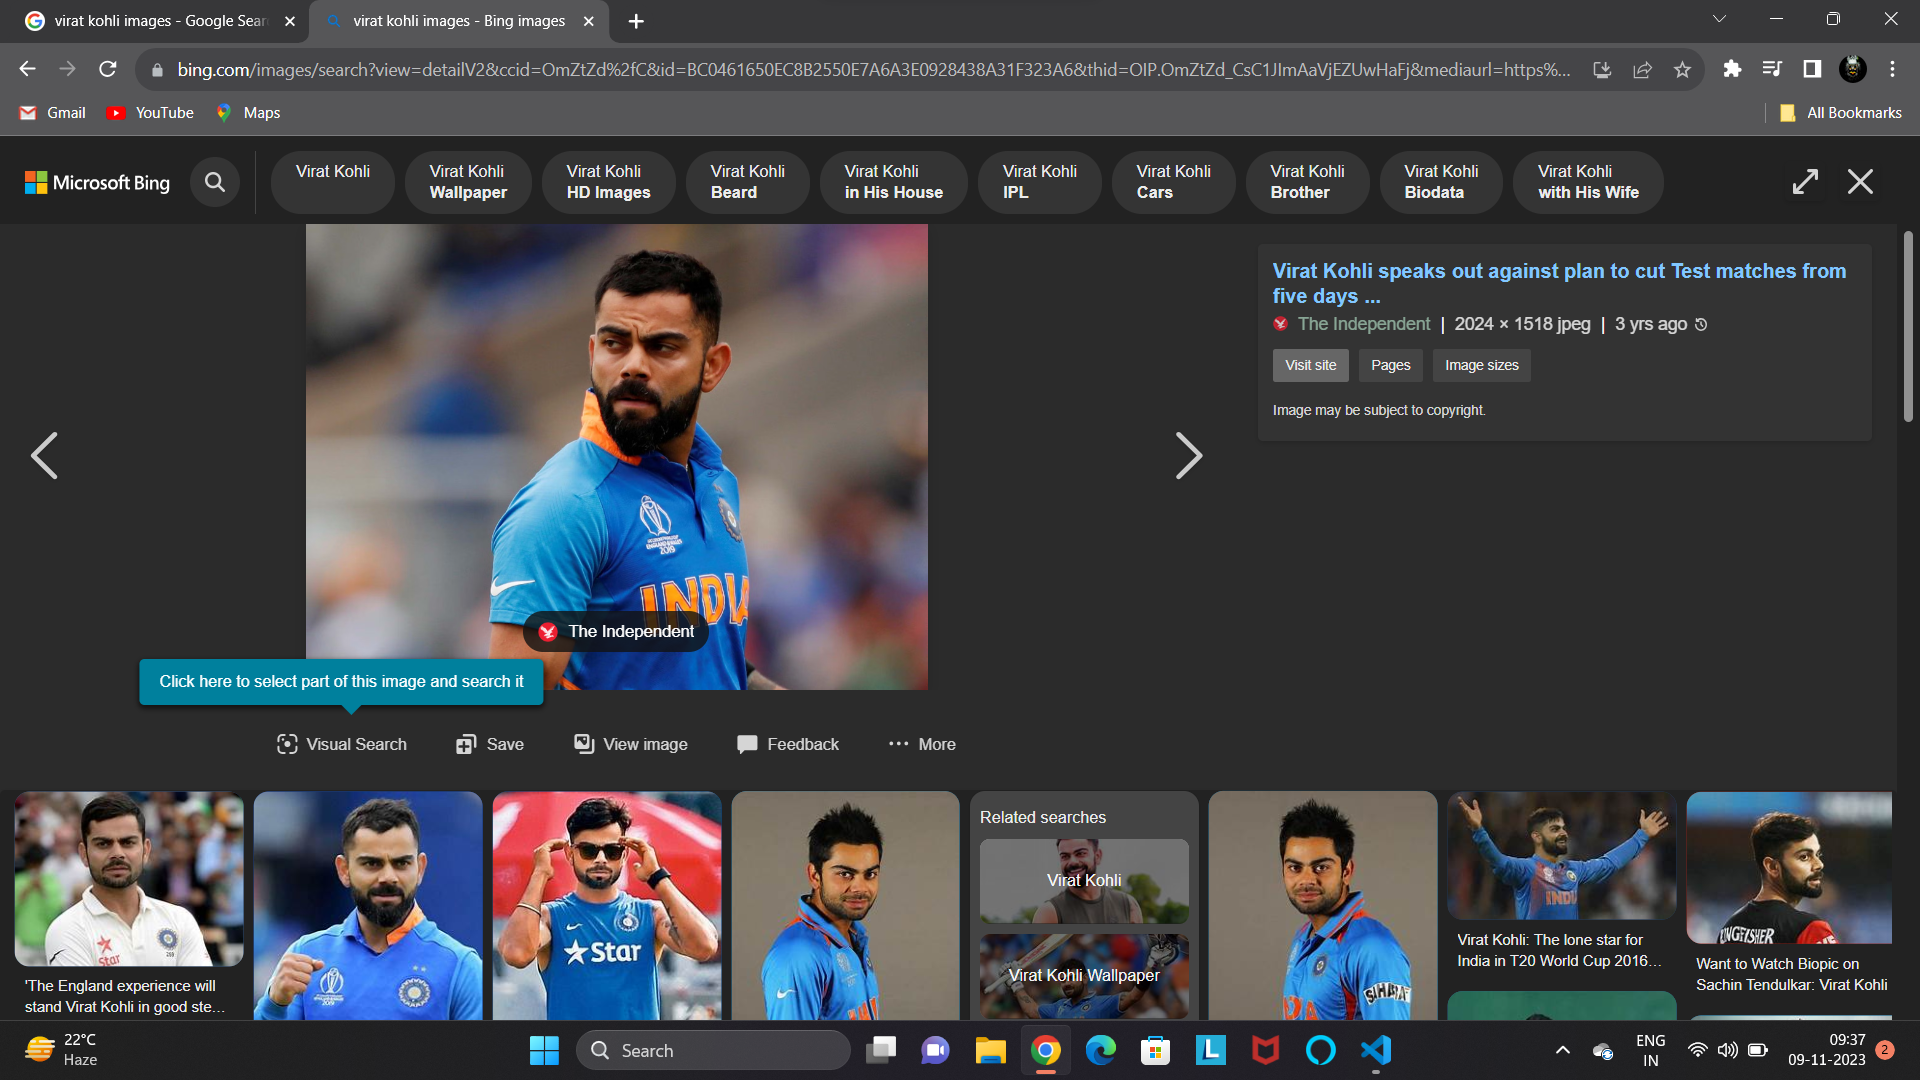 virat kohli images - Google Sear
virat kohli images - Bing images
bing.com/images/search?view=detailV2&ccid=OmZtZd%2fC&id=BC0461650EC8B2550E7A6A3E0928438A31F323A6&thid=OIP.OmZtZd_CsC1JImAaVjEZUwHaFj&mediaurl=https%...
Gmail
YouTube
Maps
All Bookmarks
Microsoft Bing
Virat Kohli
Virat Kohli
Wallpaper
Virat Kohli
HD Images
Virat Kohli
Beard
Virat Kohli
in His House
Virat Kohli
IPL
Virat Kohli
Cars
Virat Kohli
Brother
Virat Kohli
Biodata
Virat Kohli
with His Wife
2019
INDIA
The Independent
Click here to select part of this image and search it
Virat Kohli speaks out against plan to cut Test matches from
five days ...
The Independent | 2024 × 1518 jpeg | 3 yrs ago
Visit site
Pages
Image sizes
Image may be subject to copyright.
Visual Search
Save
View image
Feedback
More
Star
'The England experience will
stand Virat Kohli in good ste...
2019
Star
Related searches
Virat Kohli
Virat Kohli Wallpaper
SAHARA
INDIA
Virat Kohli: The lone star for
India in T20 World Cup 2016...
KINGFISHER
Want to Watch Biopic on
Sachin Tendulkar: Virat Kohli
22°C
Haze
Search
ENG
IN
09:37
09-11-2023
2